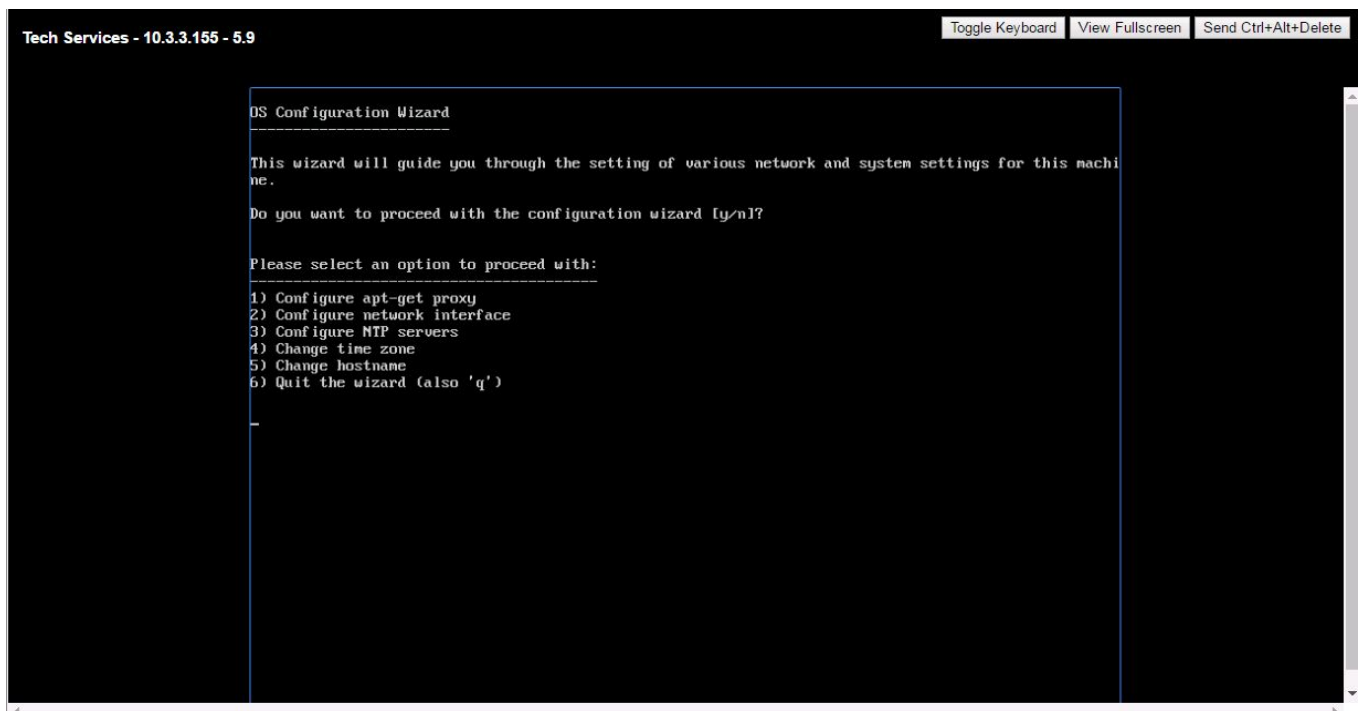 Tech Services - 10.3.3.155 - 5.9
Toggle Keyboard View Fullscreen Send Ctrl+Alt+Delete
OS Configuration Wizard
-----------------------
This wizard will guide you through the setting of various network and system settings for this machi
ne.
Do you want to proceed with the configuration wizard [y/n]?
Please select an option to proceed with:
----------------------------------------
1) Configure apt-get proxy
2) Configure network interface
3) Configure NTP servers
4) Change time zone
5) Change hostname
6) Quit the wizard (also 'q')